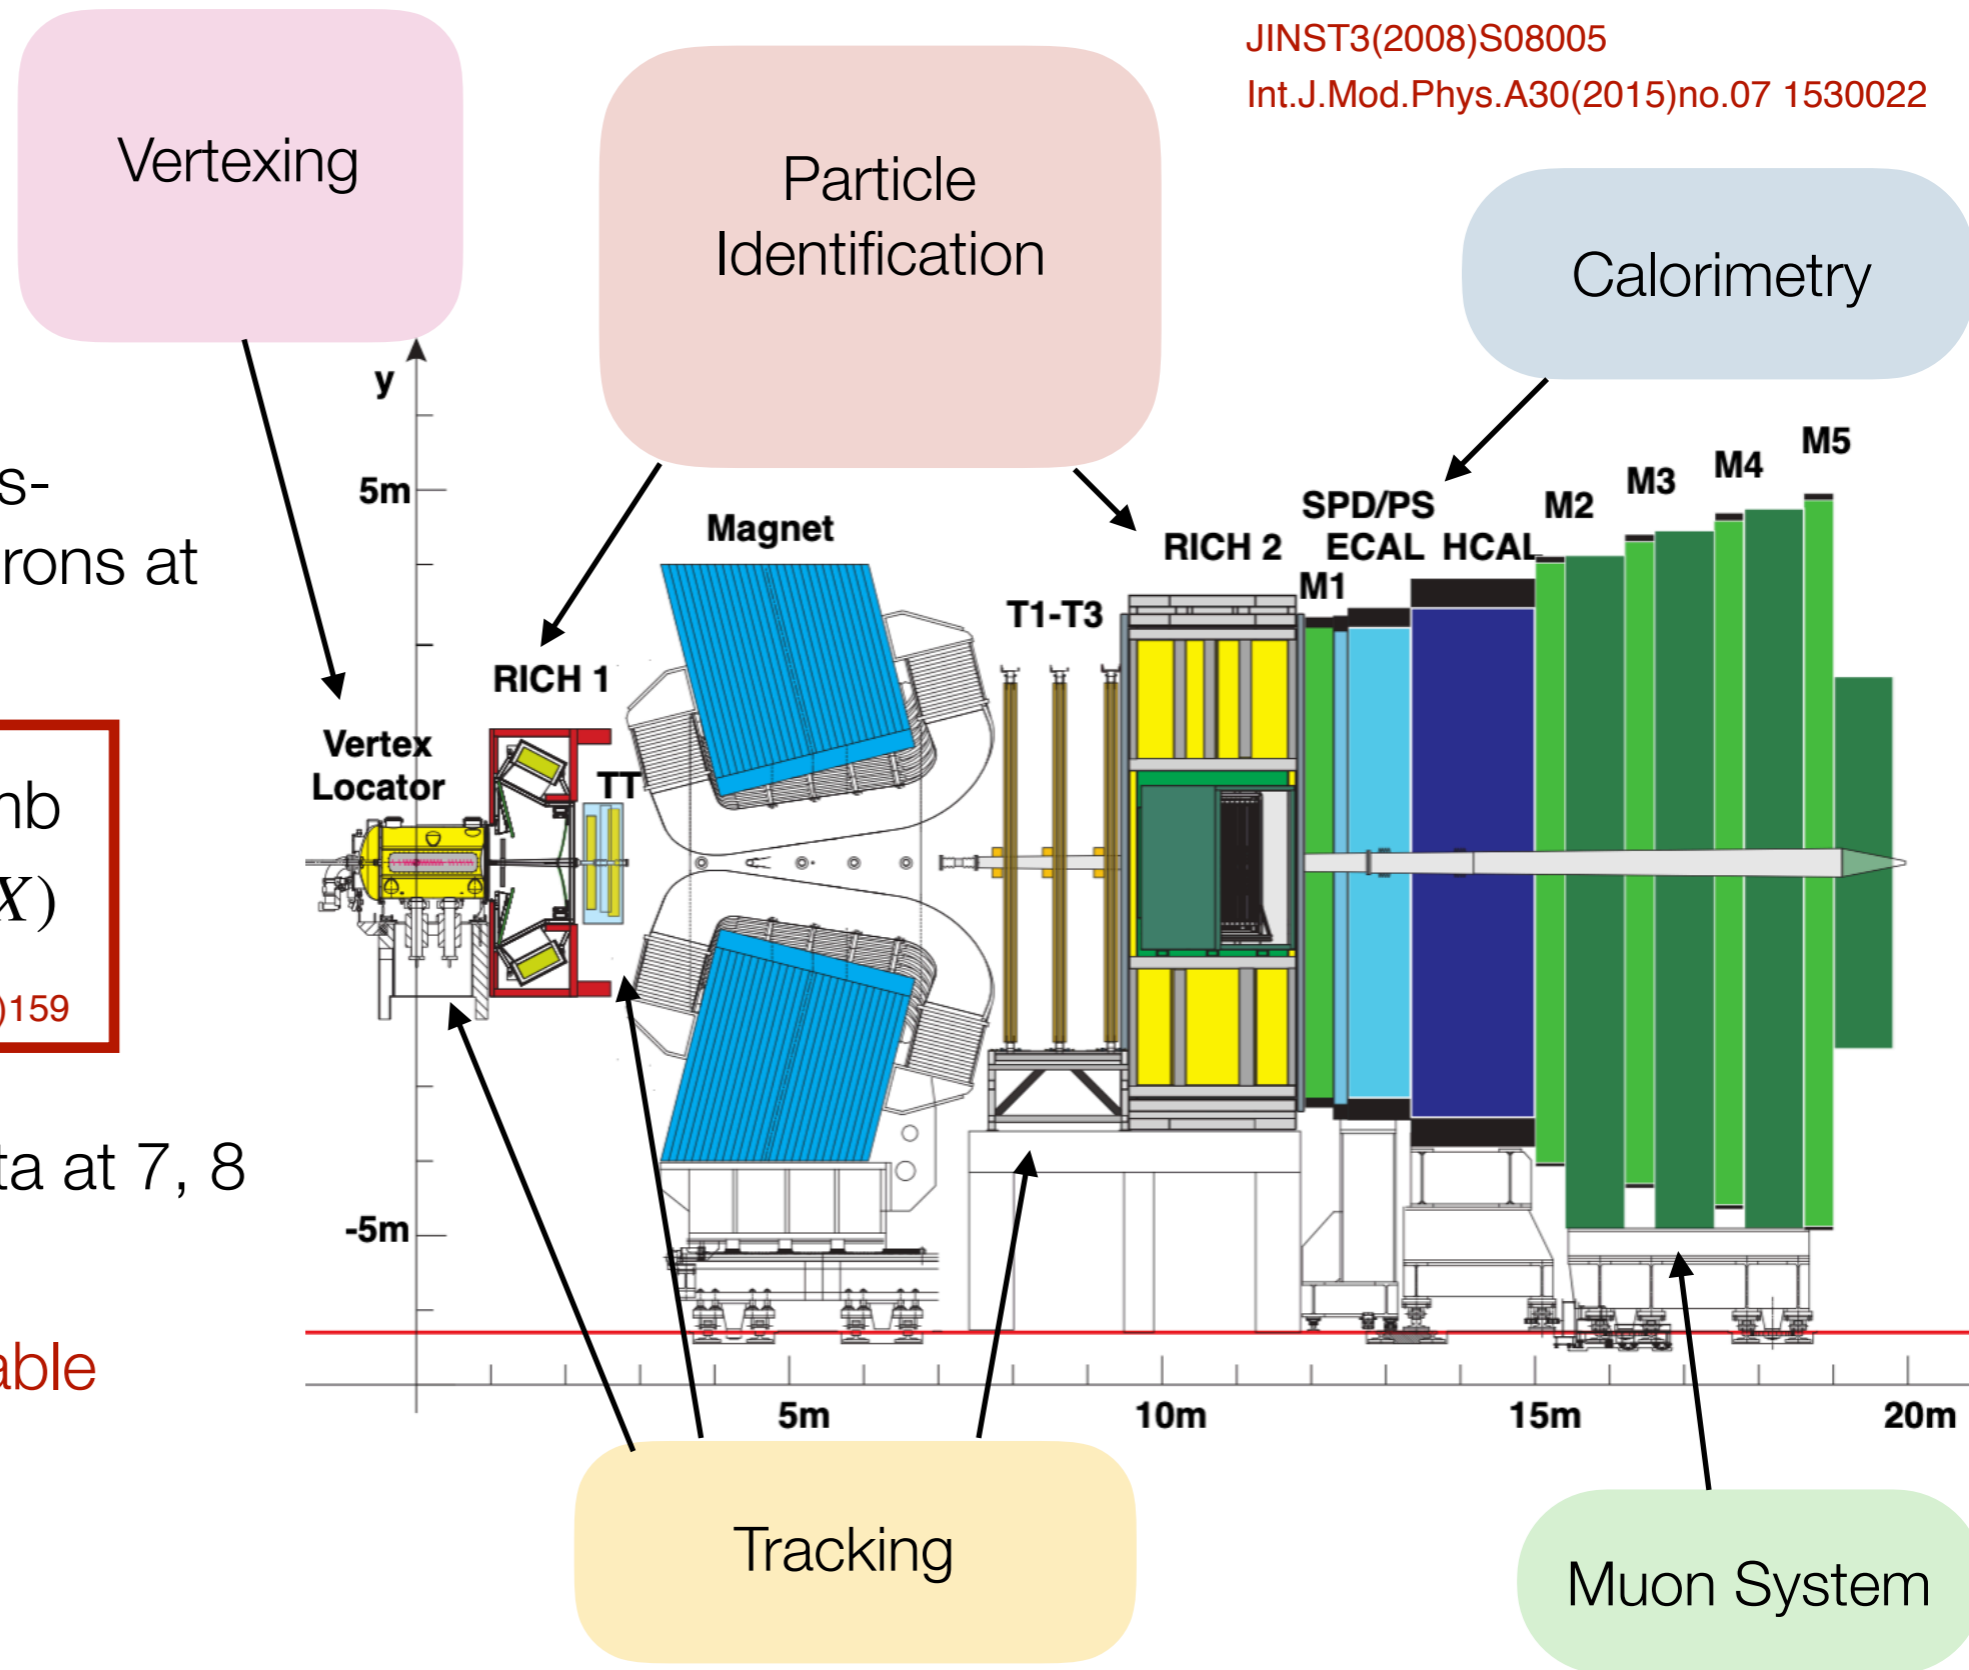 JINST3(2008)S08005
Int.J.Mod.Phys.A30(2015)no.07 1530022
Vertexing
Particle
Identification
Calorimetry
y
5m
s-
rons at
Magnet
RICH 1
T1-T3
RICH 2
M1
SPD/PS
ECAL HCAL
M2
M3
M4
M5
Vertex
Locator
TT
nb
X)
)159
ta at 7, 8
-5m
able
5m
10m
15m
20m
Tracking
Muon System